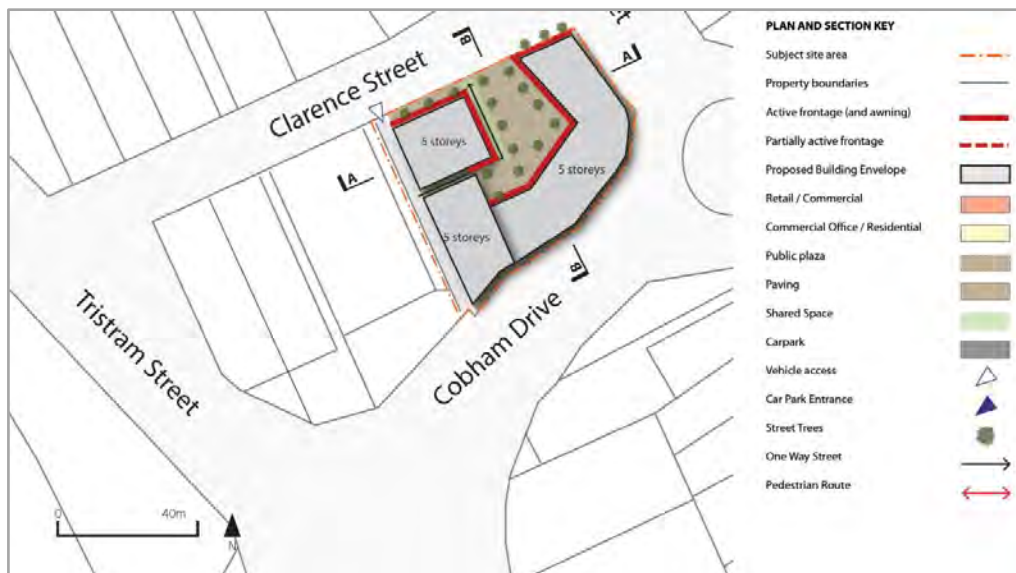 Clarence Street
B
A
5 storeys
A
5 storeys
5 storeys
B
Tristram Street
Cobham Drive
0
40m
N
PLAN AND SECTION KEY
Subject site area
Property boundaries
Active frontage (and awning)
Partially active frontage
Proposed Building Envelope
Retail / Commercial
Commercial Office / Residential
Public plaza
Paving
Shared Space
Carpark
Vehicle access
Car Park Entrance
Street Trees
One Way Street
Pedestrian Route